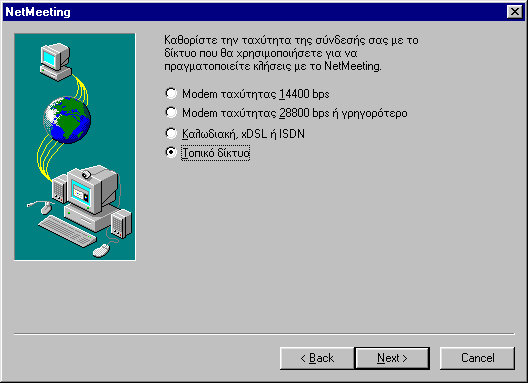 NetMeeting
Καθορίστε την ταχύτητα της σύνδεσής σας με το
δίκτυο που θα χρησιμοποιήσετε για να
πραγματοποιείτε κλήσεις με το NetMeeting.
Modem ταχύτητας 14400 bps
Modem ταχύτητας 28800 bps ή γρηγορότερο
Καλωδιακή, xDSL ή ISDN
Τοπικό δίκτυο
< Back
Next >
Cancel